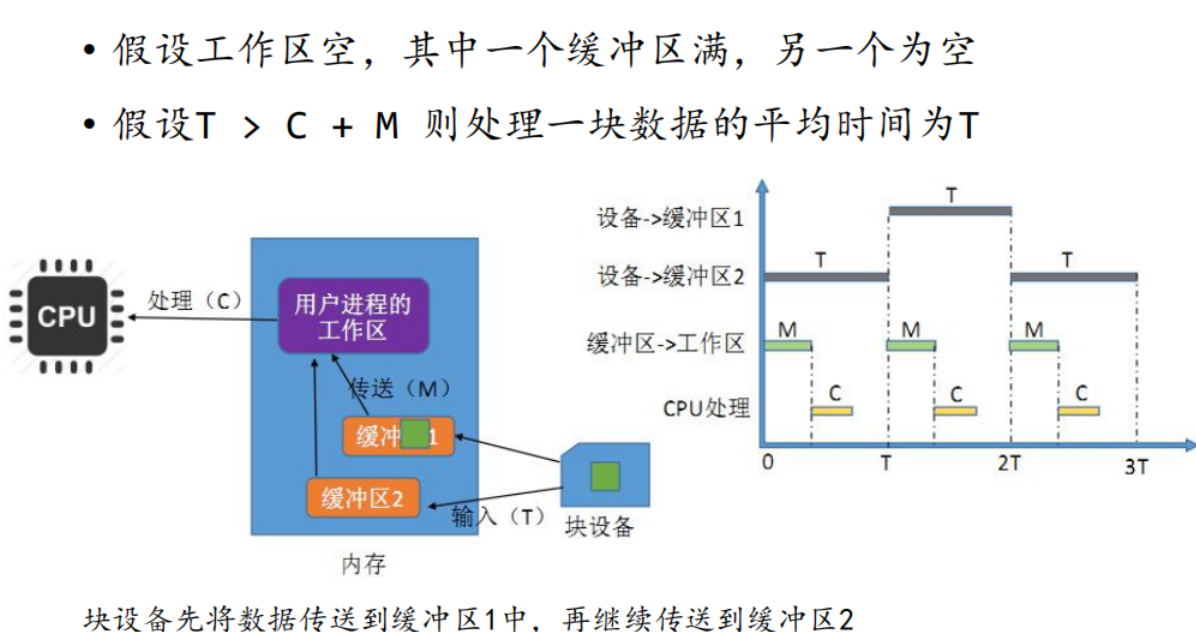 • 假设工作区空，其中一个缓冲区满，另一个为空
• 假设T > C + M 则处理一块数据的平均时间为T
CPU
处理（C）
用户进程的
工作区
传送（M）
缓冲 1
缓冲区2
输入（T）
块设备
内存
设备->缓冲区1
T
设备->缓冲区2
T
T
缓冲区->工作区
M
M
M
CPU处理
C
C
C
0
T
2T
3T
块设备先将数据传送到缓冲区1中，再继续传送到缓冲区2